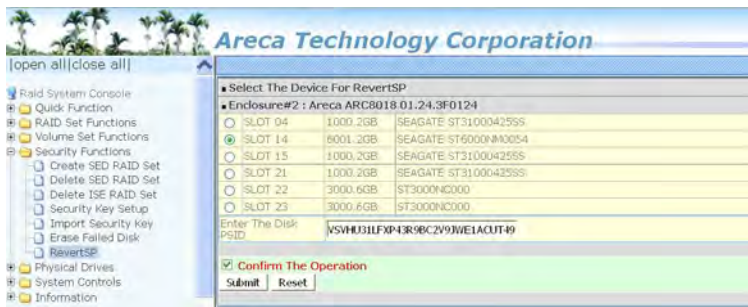 Areca Technology Corporation
|open all|close all|
Raid System Console
Quick Function
RAID Set Functions
Volume Set Functions
Security Functions
Create SED RAID Set
Delete SED RAID Set
Delete ISE RAID Set
Security Key Setup
Import Security Key
Erase Failed Disk
RevertSP
Physical Drives
System Controls
Information
Select The Device For RevertSP
Enclosure#2 : Areca ARC8018.01.24.3F0124
SLOT 04 1000.2GB SEAGATE ST31000425SS
SLOT 14 6001.2GB SEAGATE ST6000NM0054
SLOT 15 1000.2GB SEAGATE ST31000425SS
SLOT 21 1000.2GB SEAGATE ST31000425SS
SLOT 22 3000.6GB ST3000NC000
SLOT 23 3000.6GB ST3000NC000
Enter The Disk PSID VSVHU31LFXP43R9BC2V9JWE1ACUT49
Confirm The Operation
Submit Reset